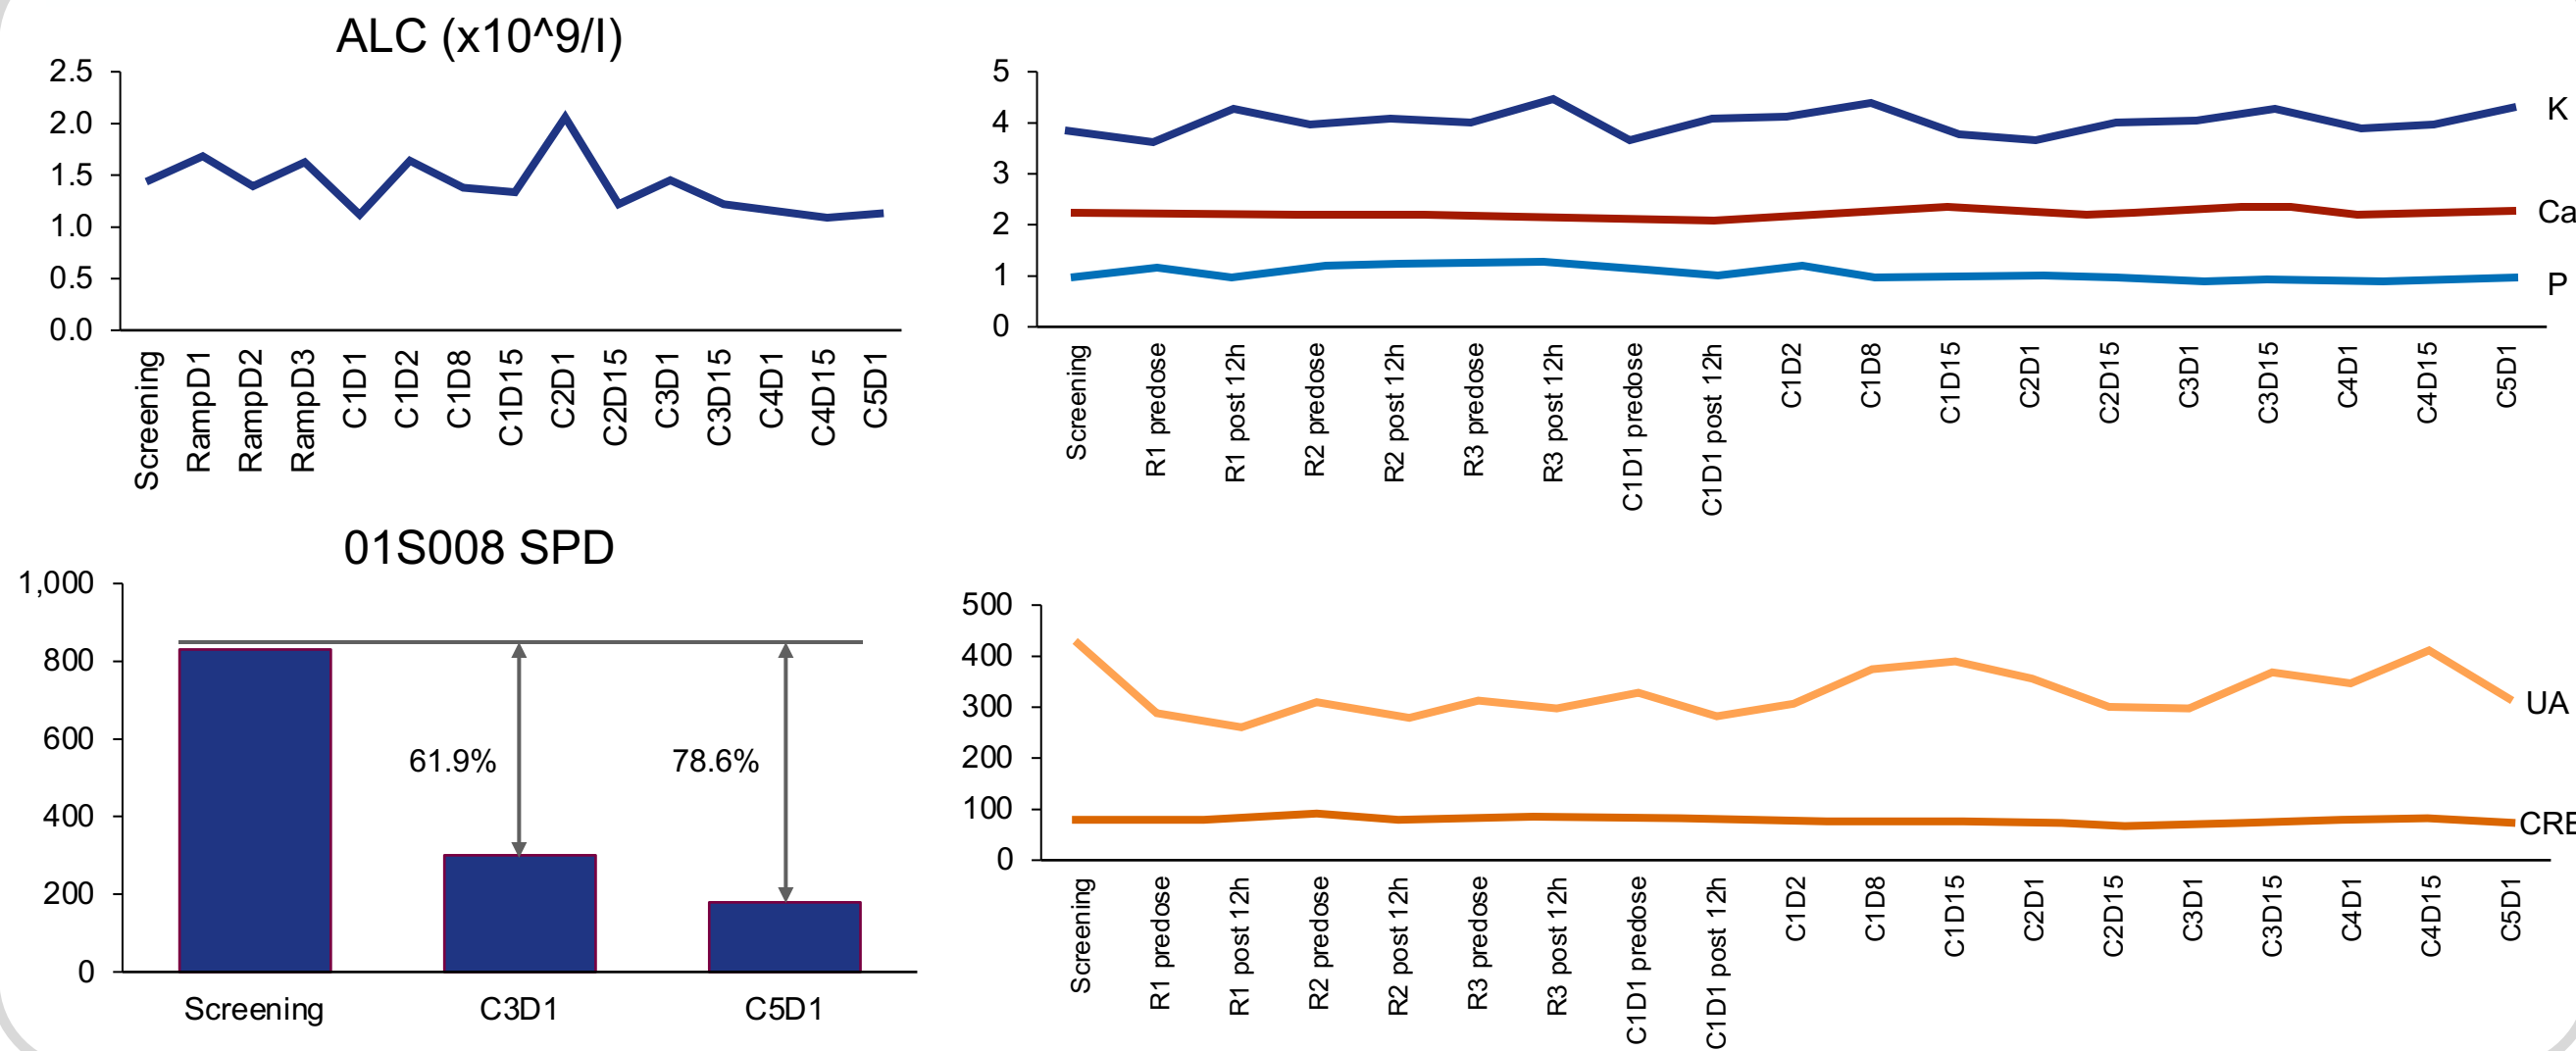 ALC (x10^9/l)
2.5
2.0
1.5
1.0
0.5
0.0
Screening
RampD1
RampD2
RampD3
C1D1
C1D2
C1D8
C1D15
C2D1
C2D15
C3D1
C3D15
C4D1
C4D15
C5D1
5
4
3
2
1
0
K
Ca
P
Screening
R1 predose
R1 post 12h
R2 predose
R2 post 12h
R3 predose
R3 post 12h
C1D1 predose
C1D1 post 12h
C1D2
C1D8
C1D15
C2D1
C2D15
C3D1
C3D15
C4D1
C4D15
C5D1
01S008 SPD
1,000
800
600
400
200
0
61.9%
78.6%
Screening
C3D1
C5D1
500
400
300
200
100
0
UA
CRE
Screening
R1 predose
R1 post 12h
R2 predose
R2 post 12h
R3 predose
R3 post 12h
C1D1 predose
C1D1 post 12h
C1D2
C1D8
C1D15
C2D1
C2D15
C3D1
C3D15
C4D1
C4D15
C5D1